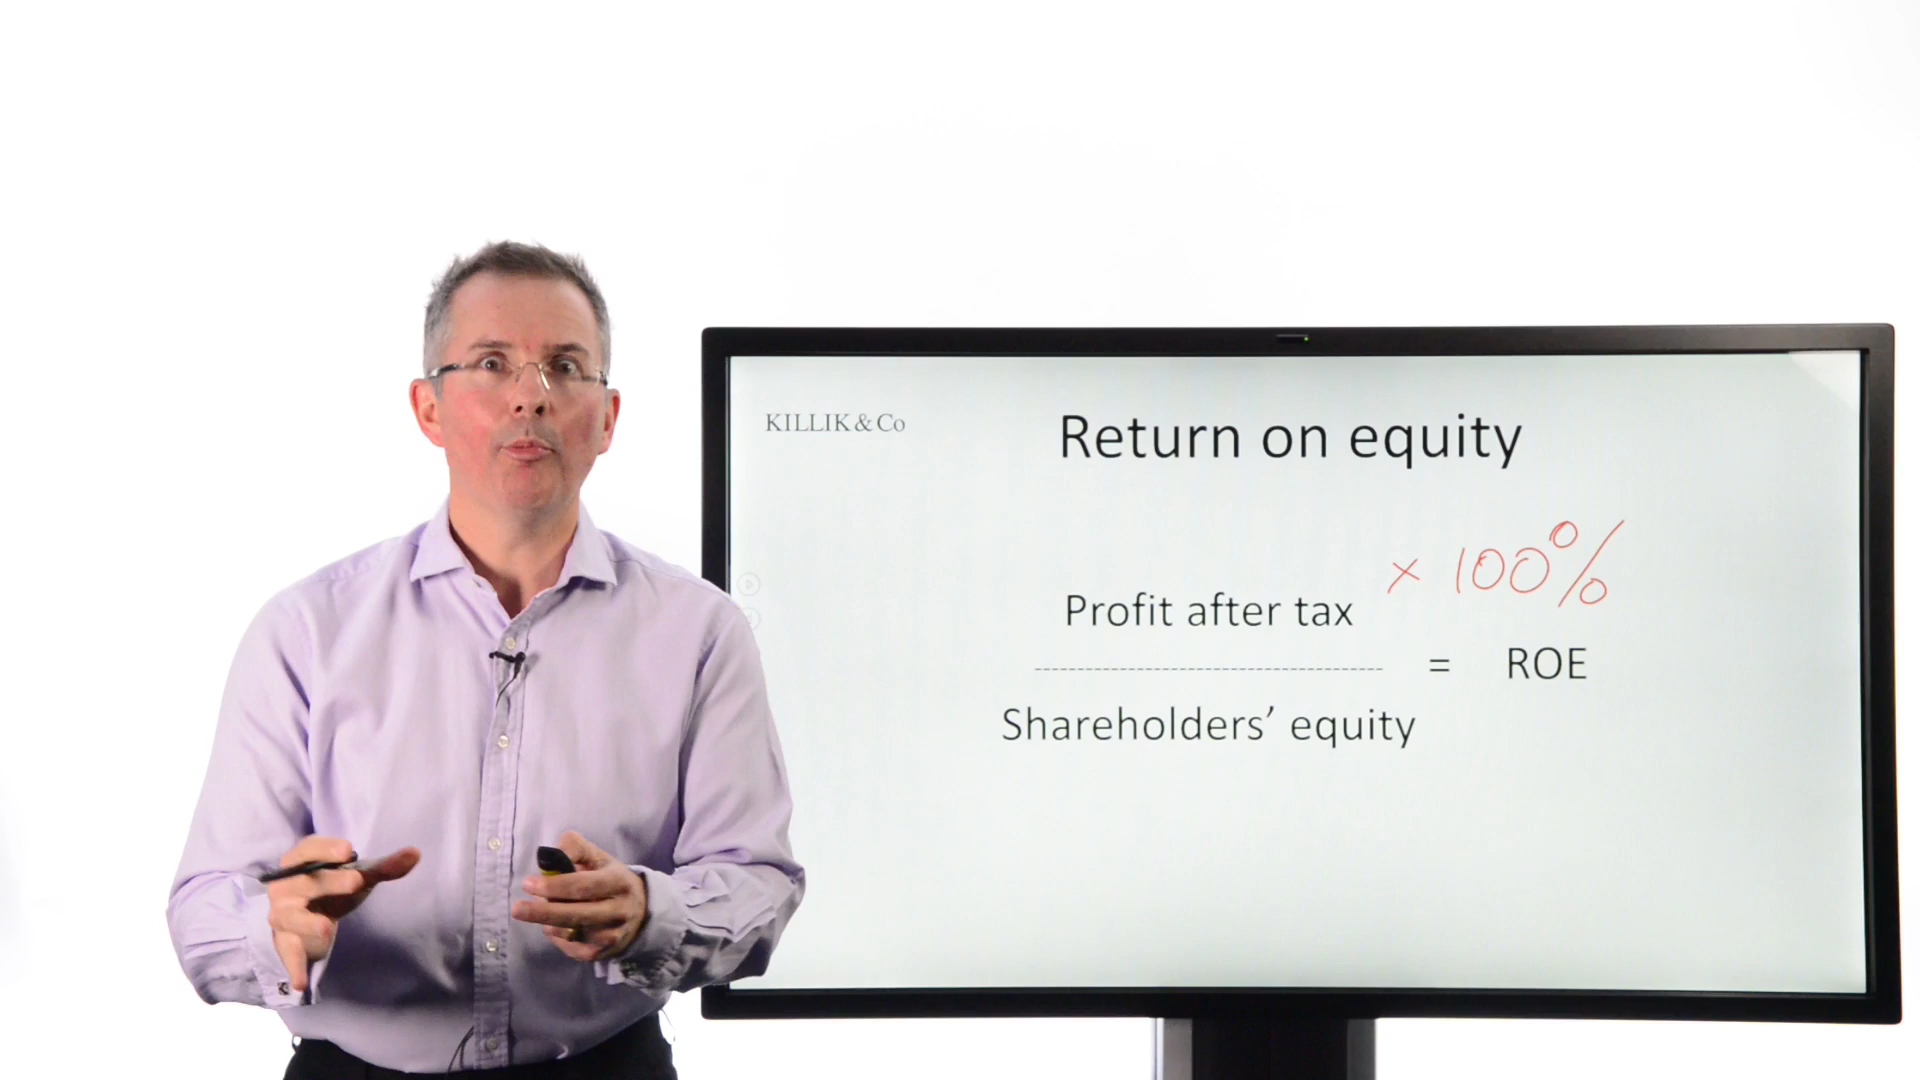 KILLIK & Co
Return on equity
× 100%
Profit after tax
= ROE
Shareholders’ equity